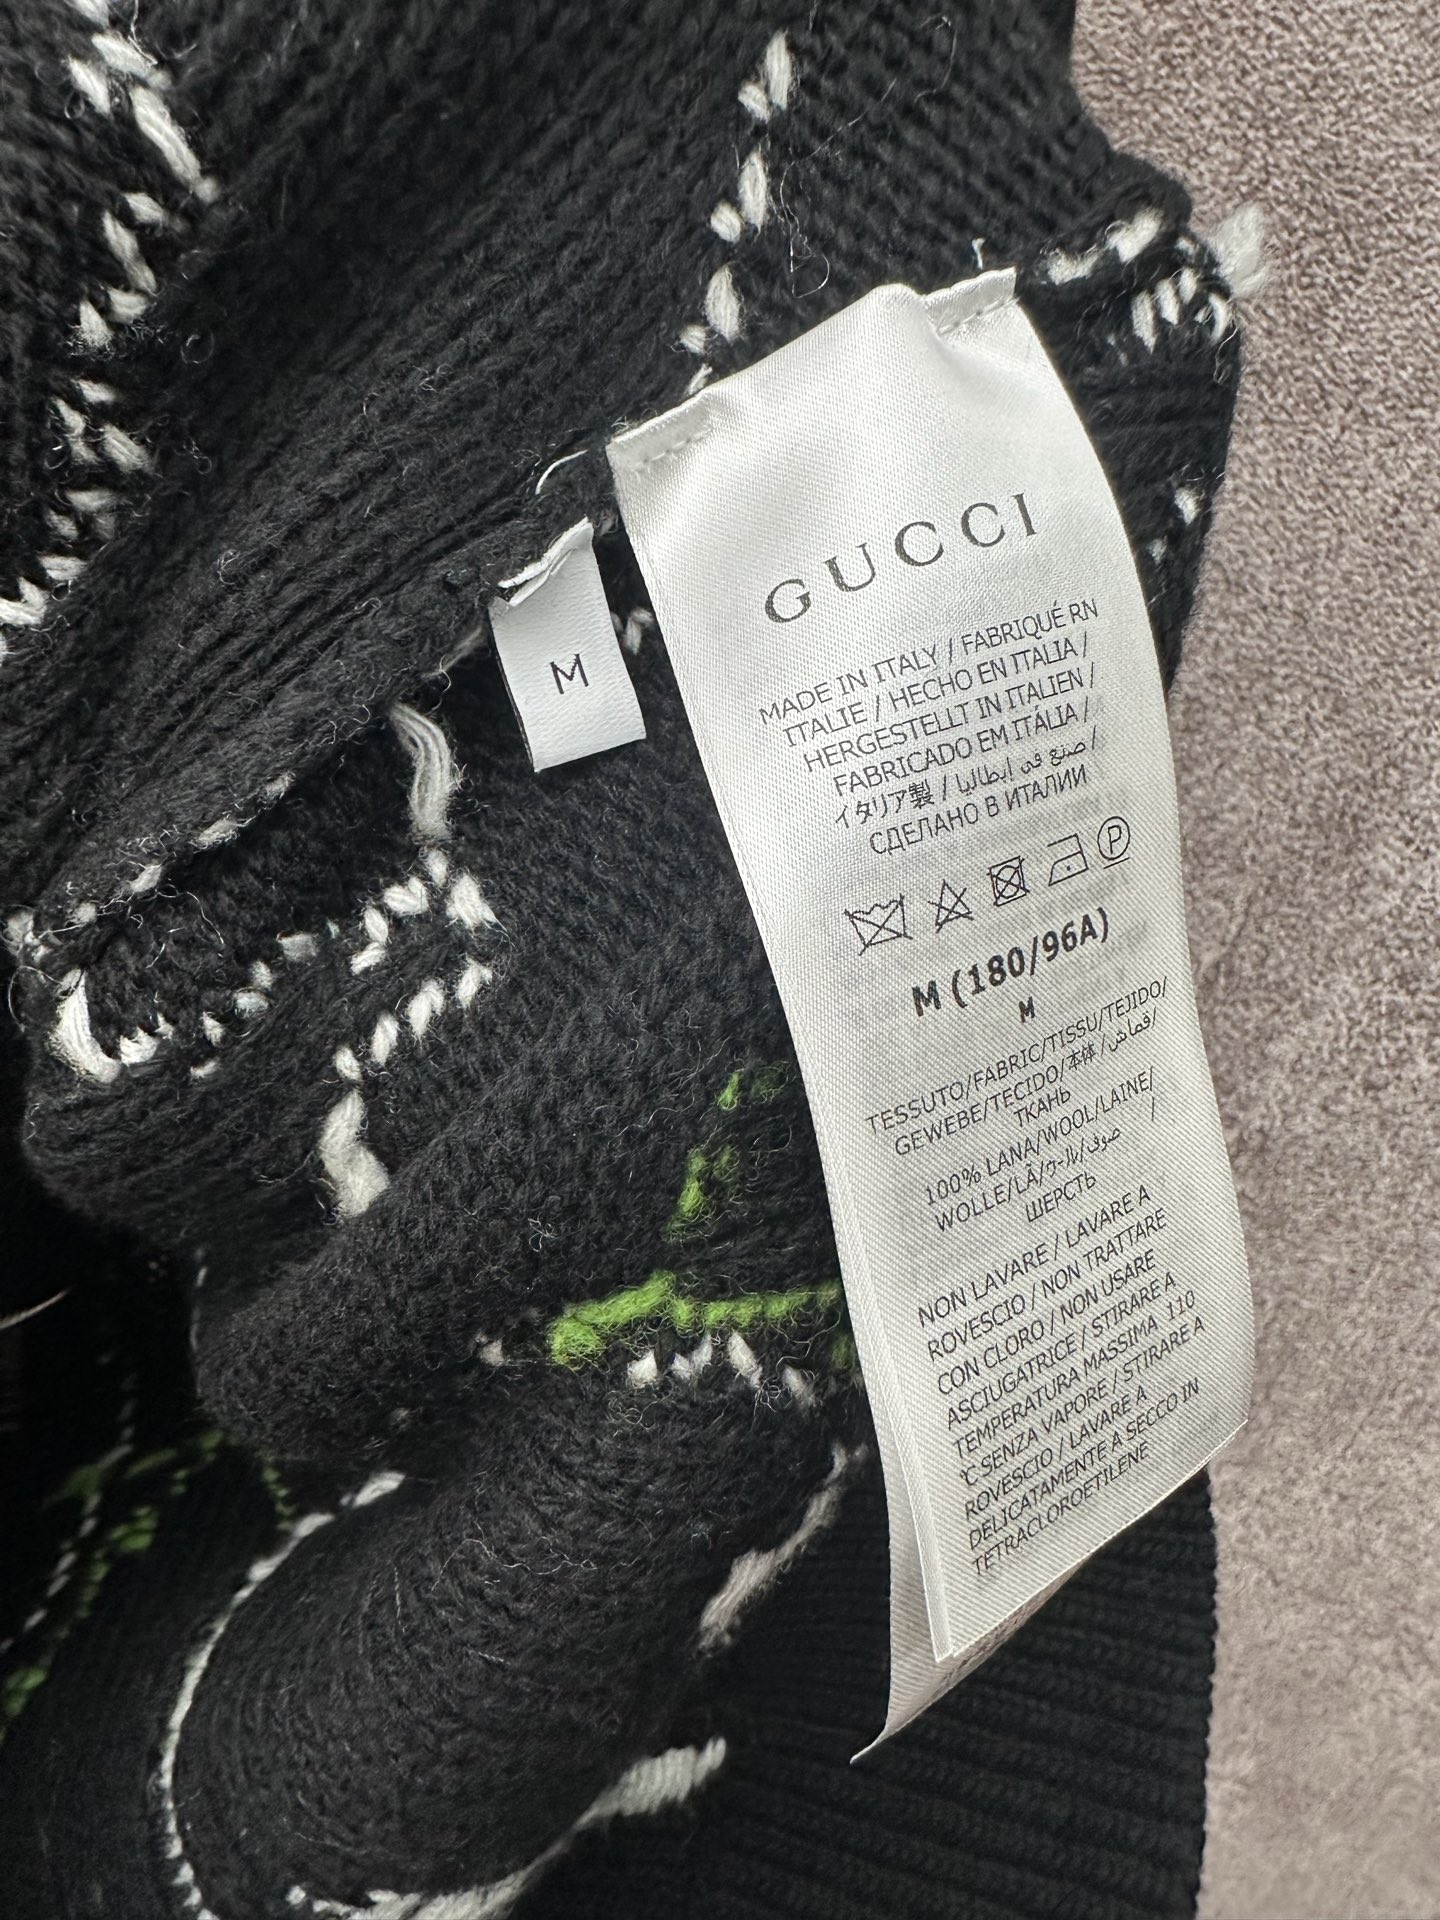 GUCCI
MADE IN ITALY / FABRIQUÉ RN
ITALIE / HECHO EN ITALIA /
HERGESTELLT IN ITALIEN /
FABRICADO EM ITALIA /
イタリア製 / صنع في إيطاليا /
СДЕЛАНО В ИТАЛИИ
P
M (180/96A)
M
TESSUTO/FABRIC/TISSU/TEJIDO/
GEWEBE/TECIDO/本体/قماش/
ТКАНЬ
100% LANA/WOOL/LAINE/
WOLLE/LÃ/ウール/صوف/
ШЕРСТЬ
NON LAVARE / LAVARE A
ROVESCIO / NON TRATTARE
CON CLORO / NON USARE
ASCIUGATRICE / STIRARE A
TEMPERATURA MASSIMA 110
°C SENZA VAPORE / STIRARE A
ROVESCIO / LAVARE A
DELICATAMENTE A SECCO IN
TETRACLOROETILENE
M